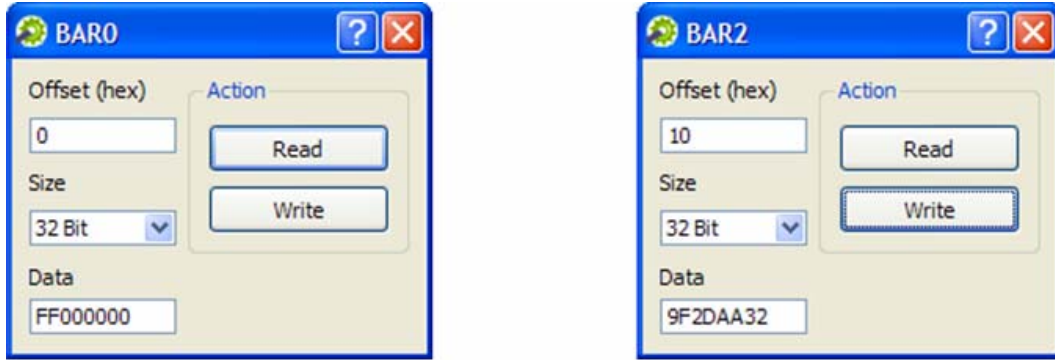 BAR0
Offset (hex)
Action
0
Read
Size
Write
32 Bit
Data
FF000000
BAR2
Offset (hex)
Action
10
Read
Size
Write
32 Bit
Data
9F2DAA32